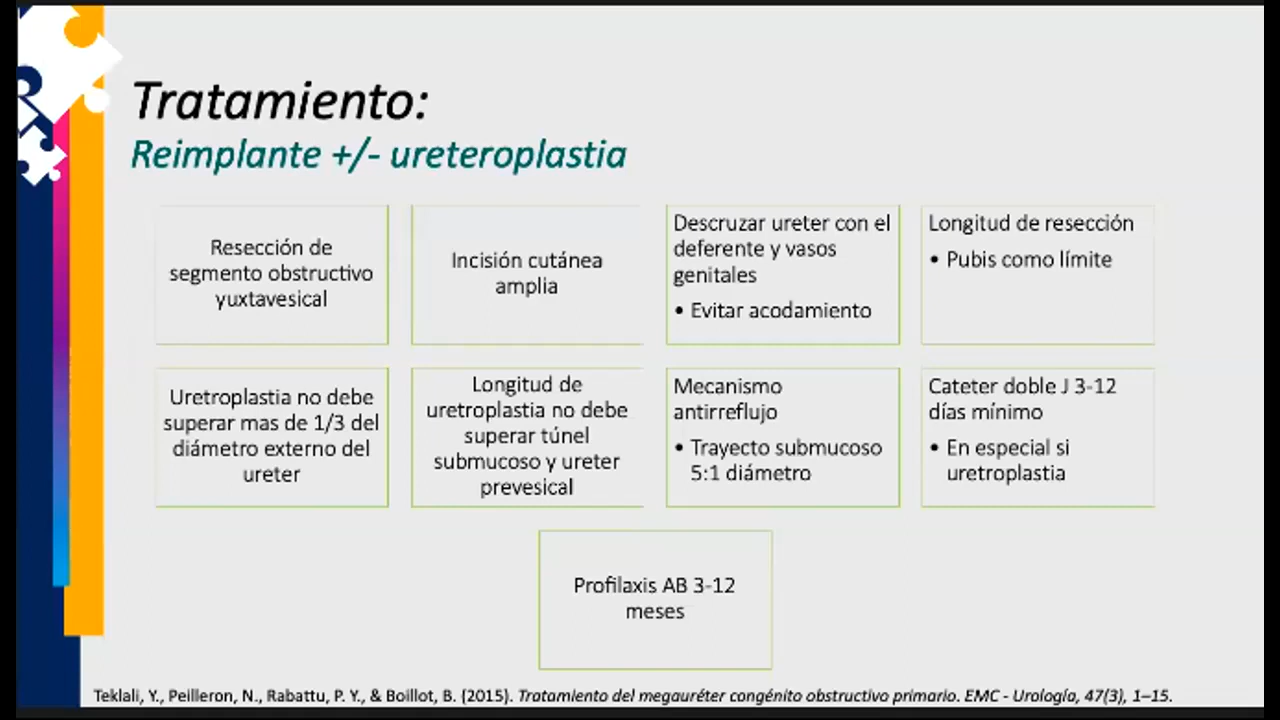 Tratamiento:
Reimplante +/- ureteroplastia
Resección de
segmento obstructivo
yuxtavesical
Incisión cutánea
amplia
Descruzar ureter con el
deferente y vasos
genitales
• Evitar acodamiento
Longitud de resección
• Pubis como límite
Uretroplastia no debe
superar mas de 1/3 del
diámetro externo del
ureter
Longitud de
uretroplastia no debe
superar túnel
submucoso y ureter
prevesical
Mecanismo
antirreflujo
• Trayecto submucoso
5:1 diámetro
Cateter doble J 3-12
días mínimo
• En especial si
uretroplastia
Profilaxis AB 3-12
meses
Teklali, Y., Peilleron, N., Rabattu, P. Y., & Boillot, B. (2015). Tratamiento del megauréter congénito obstructivo primario. EMC - Urología, 47(3), 1–15.